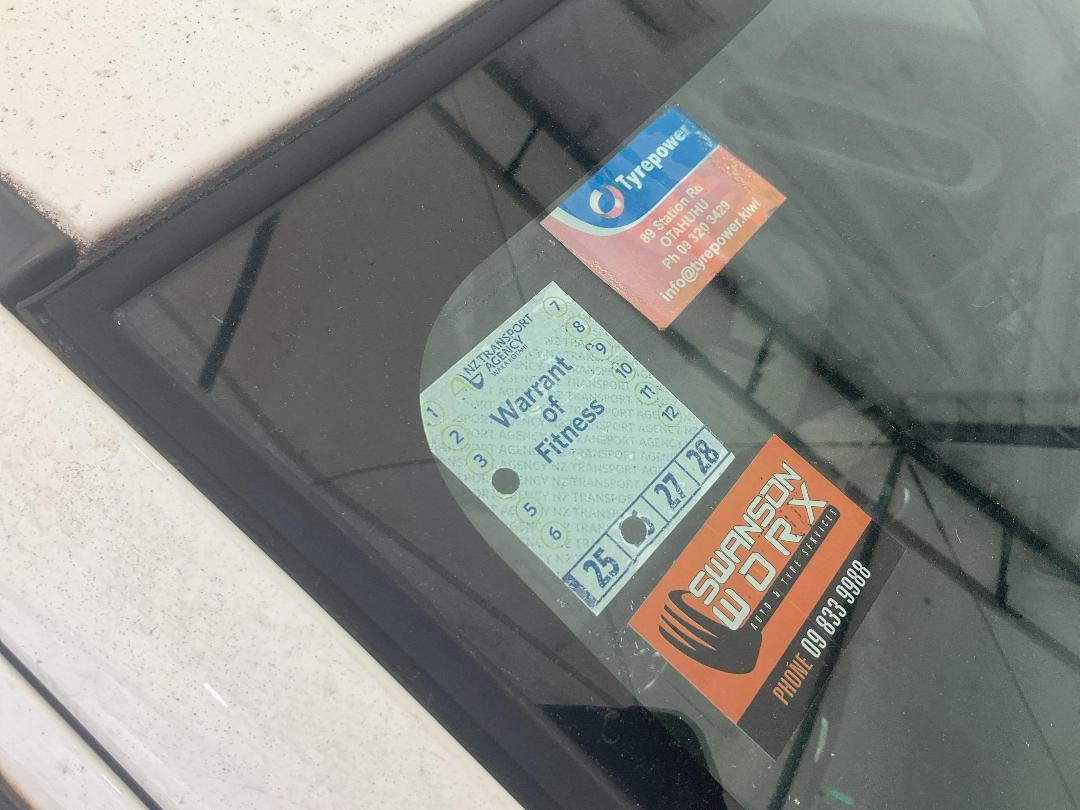 Tyrepower
89 Station Rd
OTAHUHU
Ph 09 320 3429
info@tyrepower.kiwi
NZ TRANSPORT
AGENCY
WAKA KOTAHI
Warrant
of
Fitness
1
2
3
5
6
7
8
9
10
11
12
25 27 28
SWANSON
WORX
AUTO & TYRE SERVICES
PHONE 09 833 9988